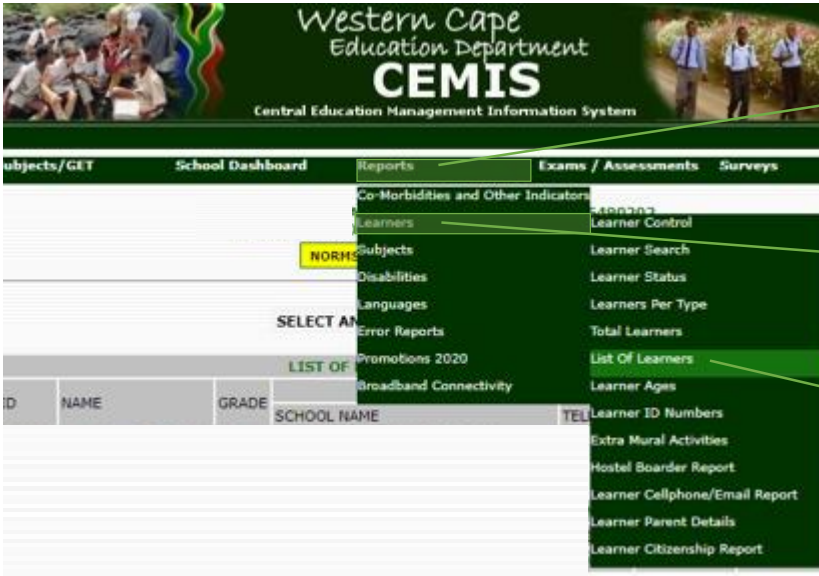 Western Cape
Education Department
CEMIS
Central Education Management Information System
ubjects/GET School Dashboard Reports Exams / Assessments Surveys
Co-Morbidities and Other Indicators
Learners
Subjects
Disabilities
Languages
Error Reports
Promotions 2020
Broadband Connectivity
Learner Control
Learner Search
Learner Status
Learners Per Type
Total Learners
List Of Learners
Learner Ages
Learner ID Numbers
Extra Mural Activities
Hostel Boarder Report
Learner Cellphone/Email Report
Learner Parent Details
Learner Citizenship Report
NORMS
SELECT AN
LIST OF
ID NAME GRADE
SCHOOL NAME TEL